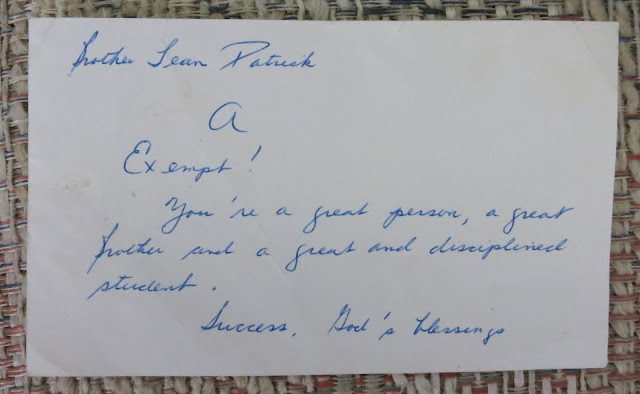 Brother Sean Patrick
A
Exempt!
You're a great person, a great
Brother and a great and disciplined
student.
Success, God's blessings